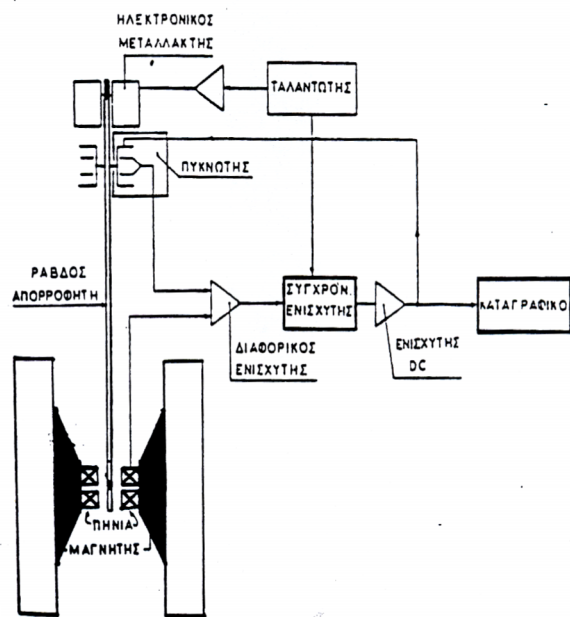 ΗΛΕΚΤΡΟΝΙΚΟΣ
ΜΕΤΑΛΛΑΚΤΗΣ
ΤΑΛΑΝΤΩΤΗΣ
ΠΥΚΝΩΤΗΣ
ΡΑΒΔΟΣ
ΑΠΟΡΡΟΦΗΤΗ
ΣΥΓΧΡΟΝ.
ΕΝΙΣΧΥΤΗΣ
ΚΑΤΑΓΡΑΦΙΚΟ
ΔΙΑΦΟΡΙΚΟΣ
ΕΝΙΣΧΥΤΗΣ
ΕΝΙΣΧΥΤΗΣ
DC
ΠΗΝΙΑ
ΜΑΓΝΗΤΗΣ